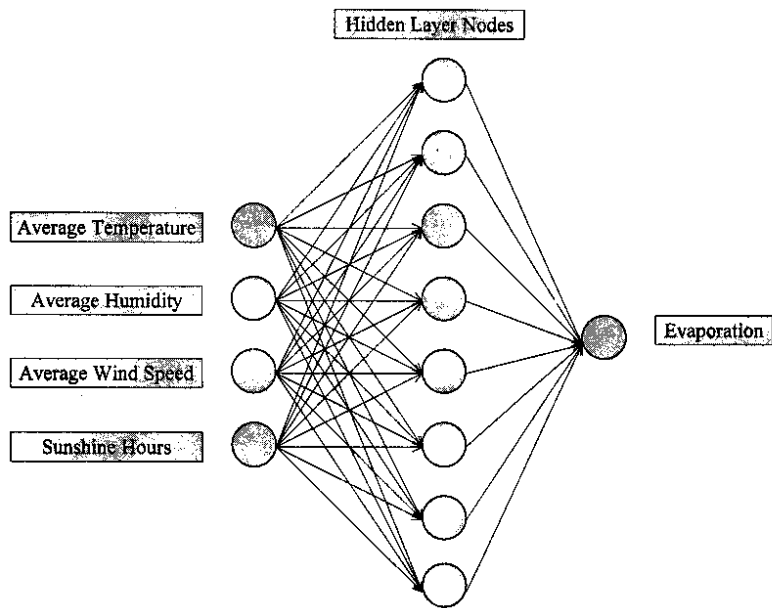 Hidden Layer Nodes
Average Temperature
Average Humidity
Average Wind Speed
Sunshine Hours
Evaporation